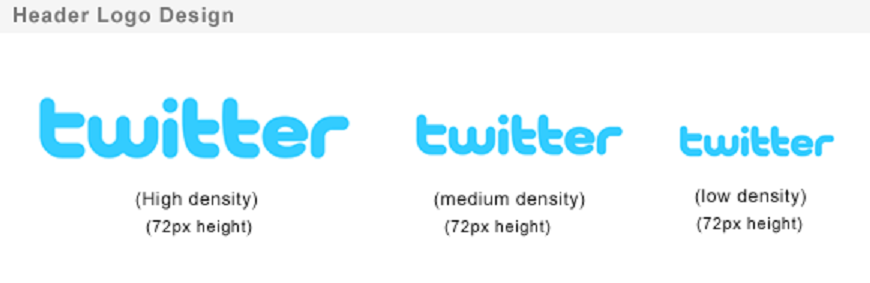 Header Logo Design
twitter twitter twitter
(High density) (medium density) (low density)
(72px height) (72px height) (72px height)